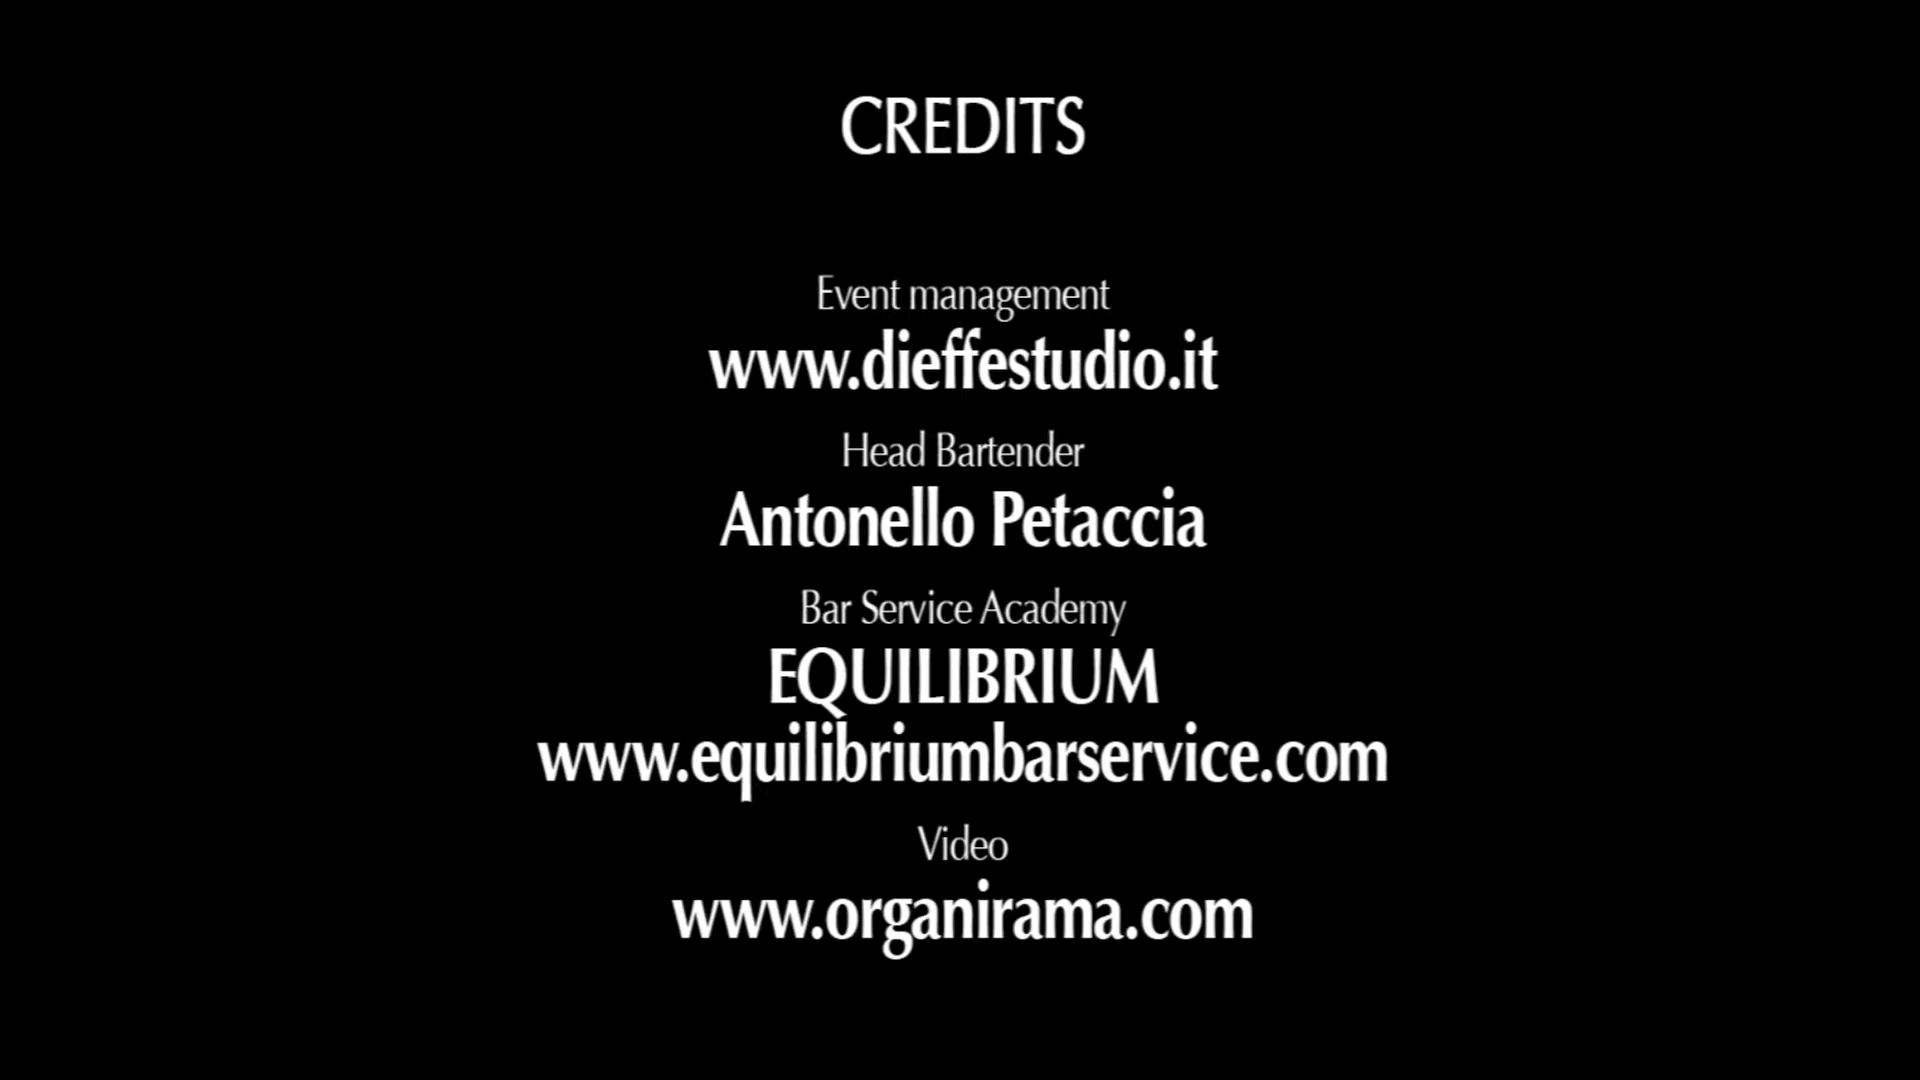 CREDITS
Event management
www.dieffestudio.it
Head Bartender
Antonello Petaccia
Bar Service Academy
EQUILIBRIUM
www.equilibriumbarservice.com
Video
www.organirama.com